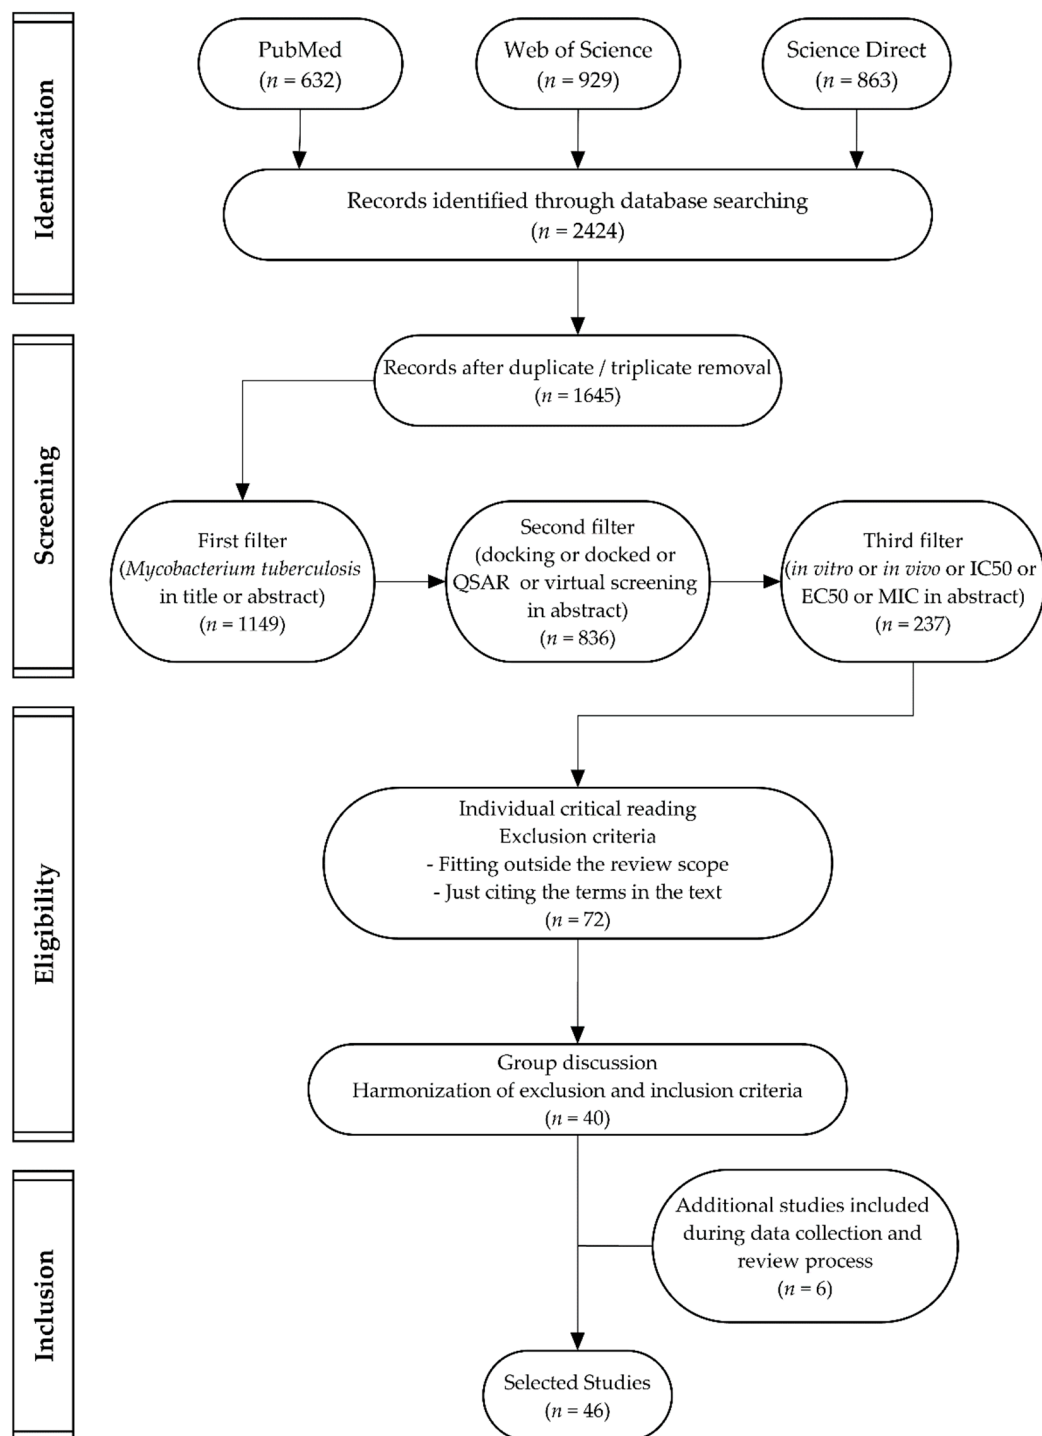 Identification
PubMed
(n = 632)
Web of Science
(n = 929)
Science Direct
(n = 863)
Records identified through database searching
(n = 2424)
Screening
Records after duplicate / triplicate removal
(n = 1645)
First filter
(Mycobacterium tuberculosis
in title or abstract)
(n = 1149)
Second filter
(docking or docked or
QSAR or virtual screening
in abstract)
(n = 836)
Third filter
(in vitro or in vivo or IC50 or
EC50 or MIC in abstract)
(n = 237)
Eligibility
Individual critical reading
Exclusion criteria
- Fitting outside the review scope
- Just citing the terms in the text
(n = 72)
Group discussion
Harmonization of exclusion and inclusion criteria
(n = 40)
Inclusion
Additional studies included
during data collection and
review process
(n = 6)
Selected Studies
(n = 46)